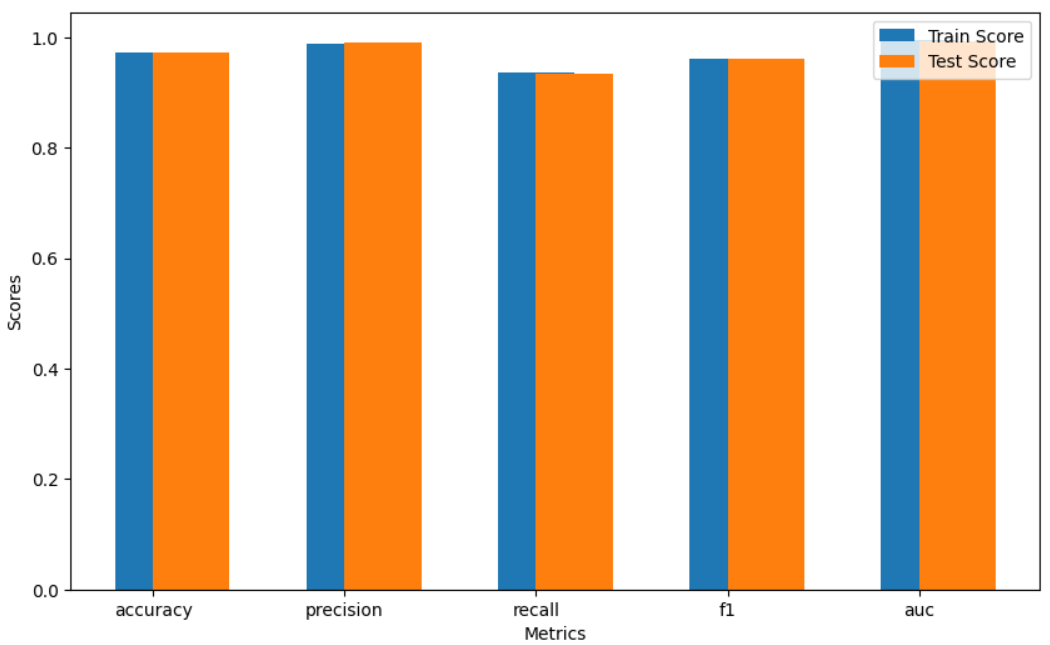 Train Score
Test Score
1.0
0.8
0.6
0.4
0.2
0.0
Scores
accuracy precision recall f1 auc
Metrics